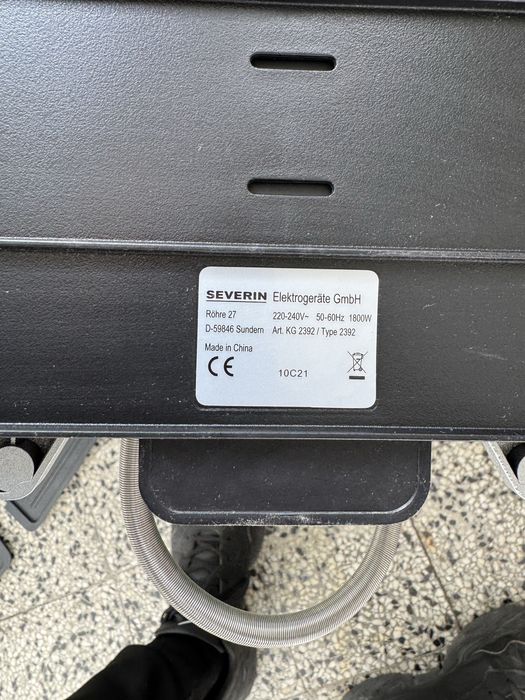 SEVERIN Elektrogeräte GmbH
Röhre 27 220-240V~ 50-60Hz 1800W
D-59846 Sundern Art. KG 2392 / Type 2392
Made in China
CE 10C21